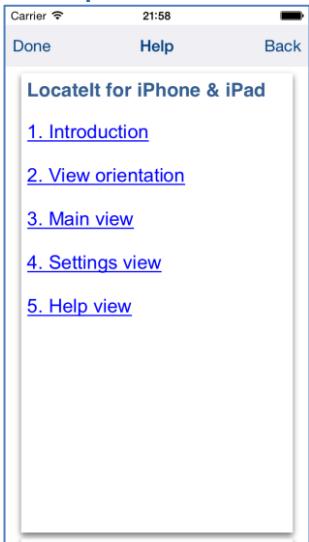 Carrier 21:58
Done Help Back
LocateIt for iPhone & iPad
1. Introduction
2. View orientation
3. Main view
4. Settings view
5. Help view